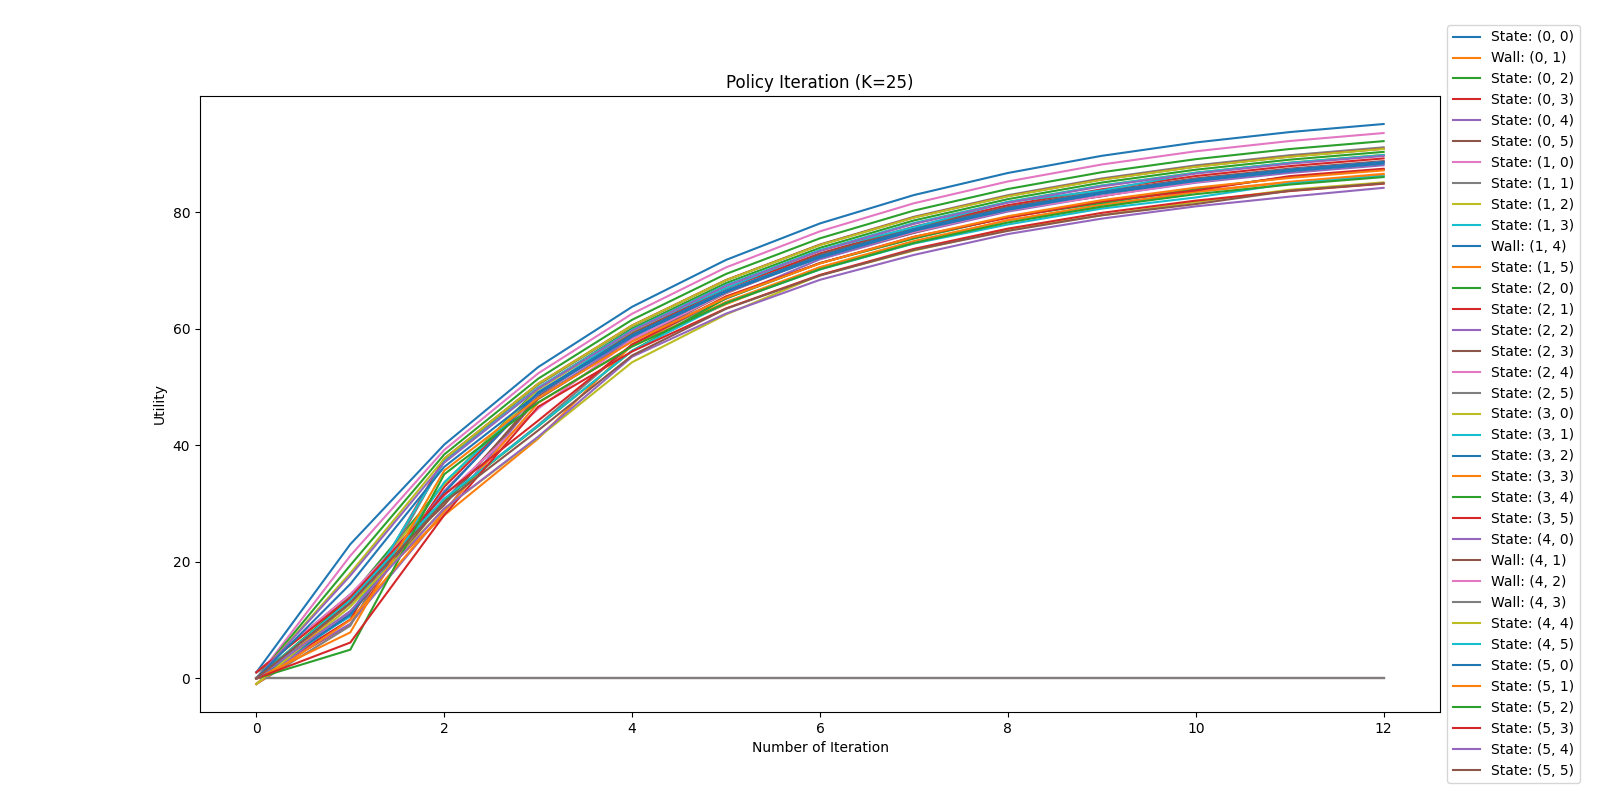 Policy Iteration (K=25)
Utility
80
60
40
20
0
0 2 4 6 8 10 12
Number of Iteration
State: (0, 0)
Wall: (0, 1)
State: (0, 2)
State: (0, 3)
State: (0, 4)
State: (0, 5)
State: (1, 0)
State: (1, 1)
State: (1, 2)
State: (1, 3)
Wall: (1, 4)
State: (1, 5)
State: (2, 0)
State: (2, 1)
State: (2, 2)
State: (2, 3)
State: (2, 4)
State: (2, 5)
State: (3, 0)
State: (3, 1)
State: (3, 2)
State: (3, 3)
State: (3, 4)
State: (3, 5)
State: (4, 0)
Wall: (4, 1)
Wall: (4, 2)
Wall: (4, 3)
State: (4, 4)
State: (4, 5)
State: (5, 0)
State: (5, 1)
State: (5, 2)
State: (5, 3)
State: (5, 4)
State: (5, 5)